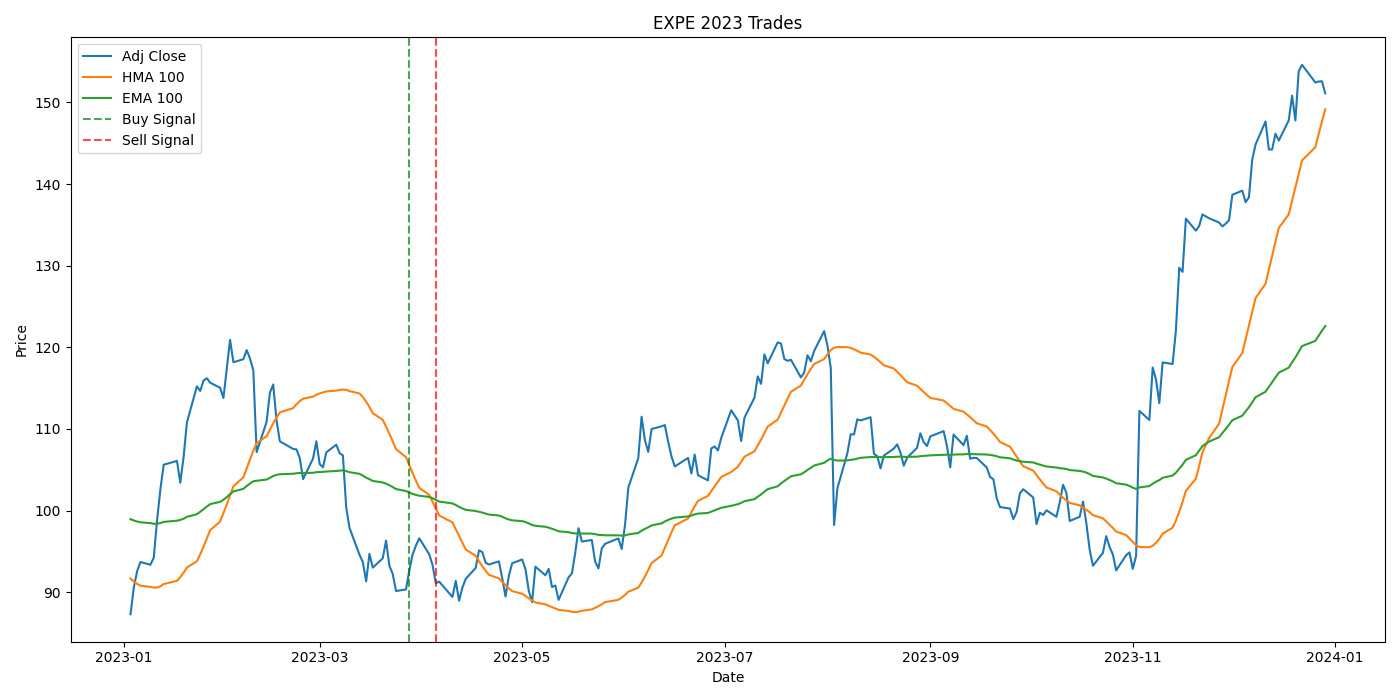 EXPE 2023 Trades
Adj Close
HMA 100
EMA 100
Buy Signal
Sell Signal
Price
150
140
130
120
110
100
90
2023-01 2023-03 2023-05 2023-07 2023-09 2023-11 2024-01
Date